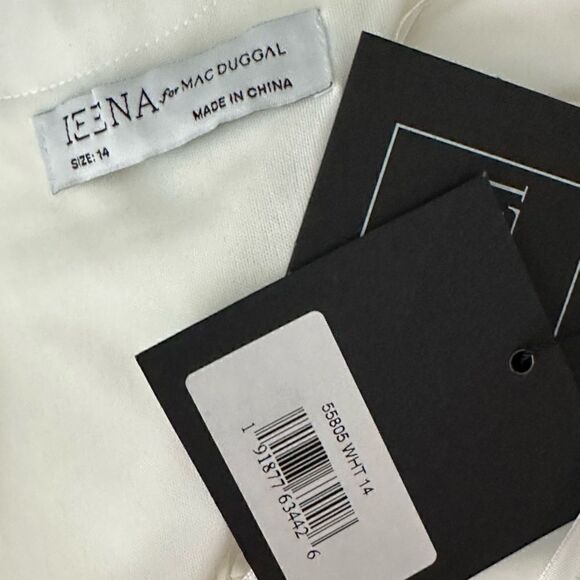 IEENA for MAC DUGGAL
MADE IN CHINA
SIZE: 14
55805 WHT 14
1 91877 63442 6